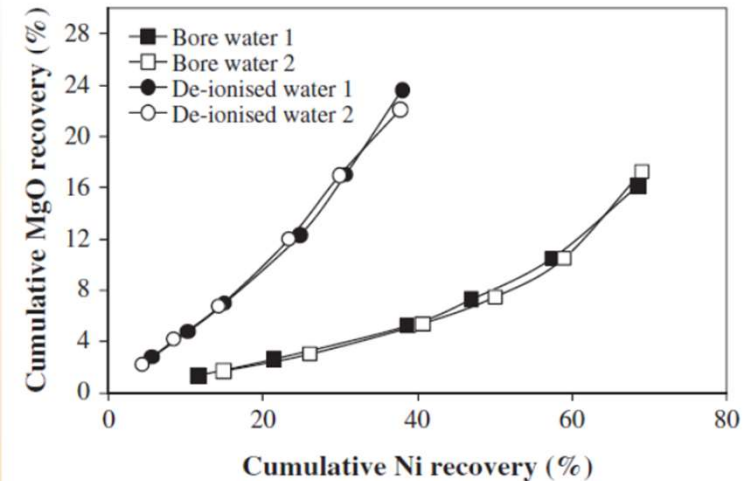 Cumulative MgO recovery (%)
28
24
20
16
12
8
4
0
Bore water 1
Bore water 2
De-ionised water 1
De-ionised water 2
0 20 40 60 80
Cumulative Ni recovery (%)